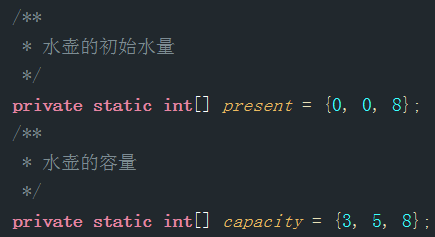 /**
 * 水壶的初始水量
 */
private static int[] present = {0, 0, 8};
/**
 * 水壶的容量
 */
private static int[] capacity = {3, 5, 8};